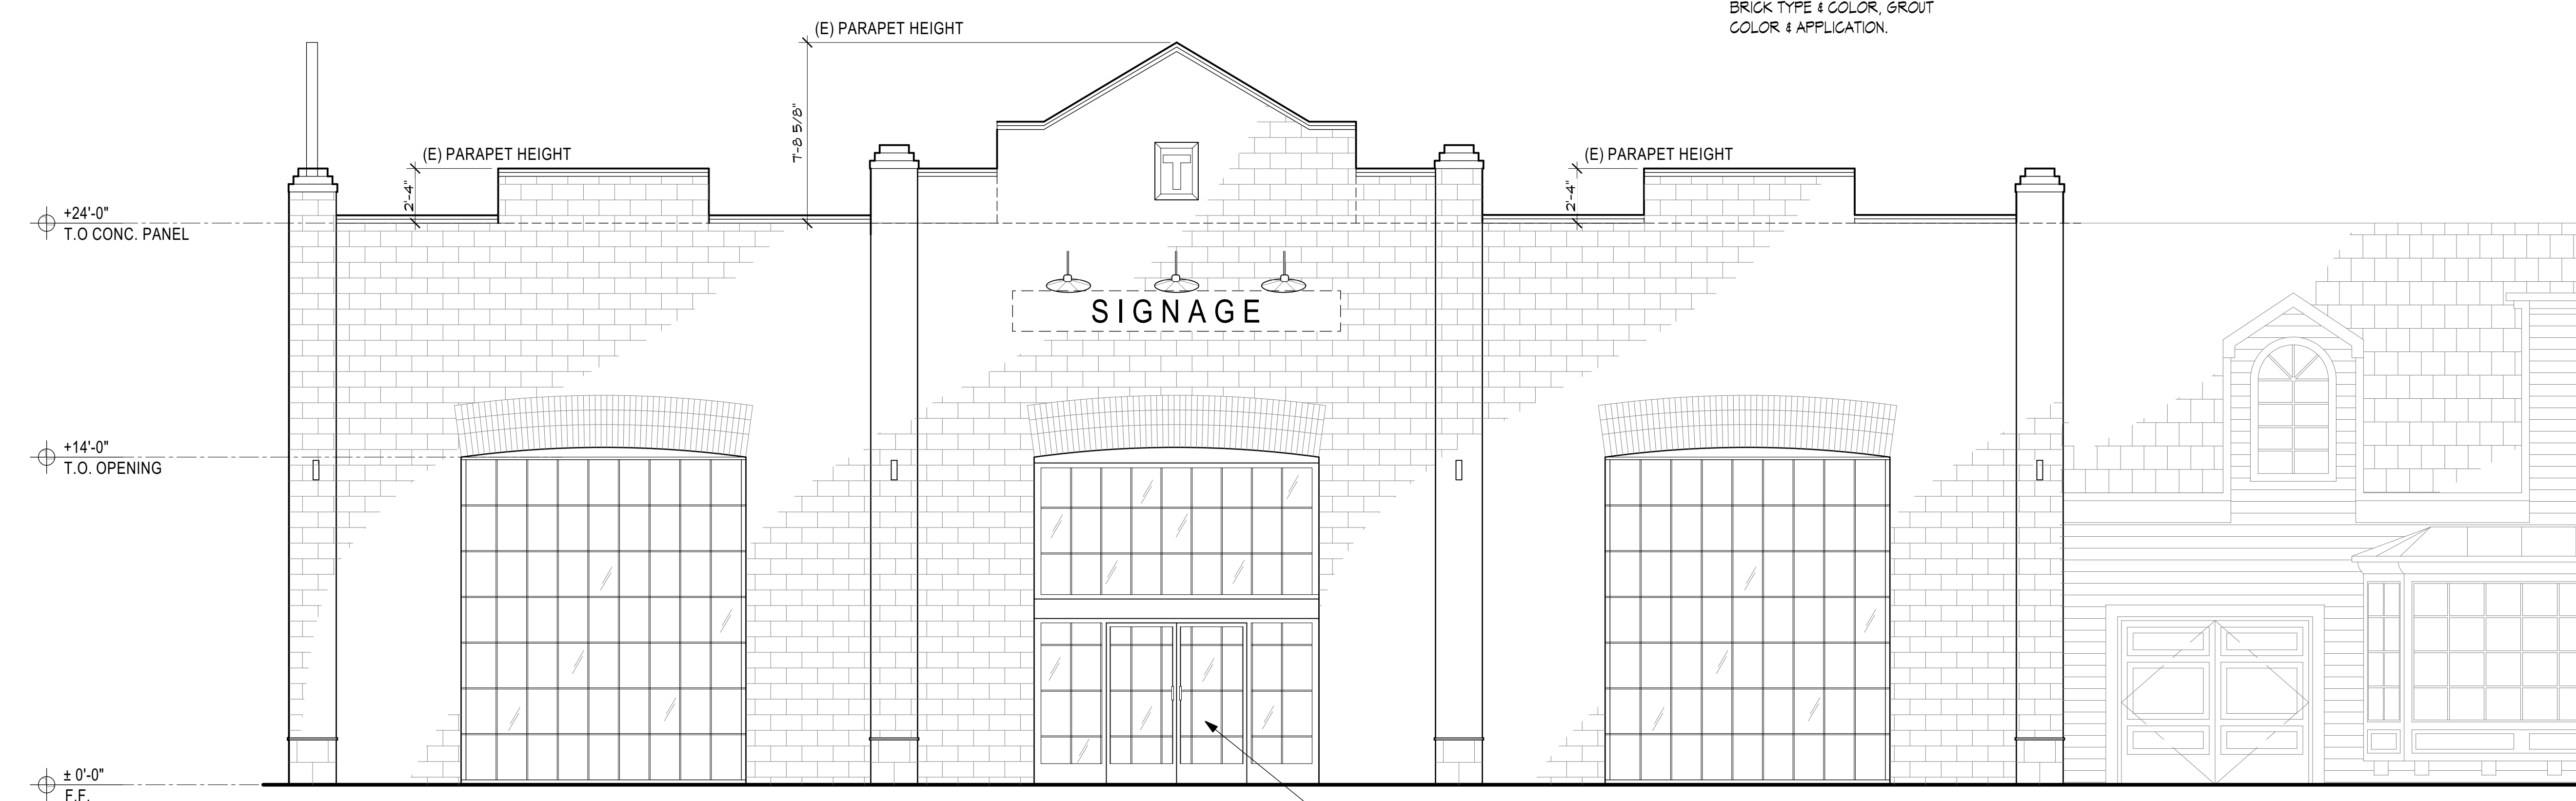 BRICK TYPE & COLOR, GROUT
COLOR & APPLICATION.
(E) PARAPET HEIGHT
7'-8 5/8"
(E) PARAPET HEIGHT
2'-4"
(E) PARAPET HEIGHT
2'-4"
T
+24'-0"
T.O CONC. PANEL
SIGNAGE
+14'-0"
T.O. OPENING
± 0'-0"
F.F.